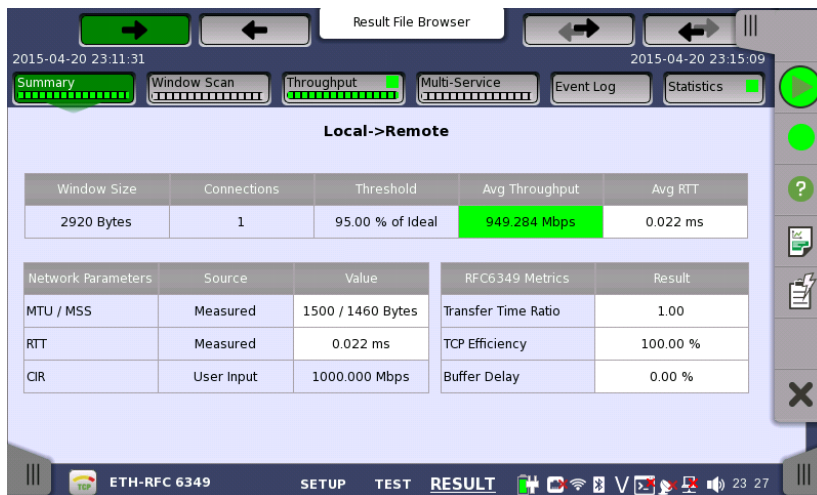 Result File Browser
2015-04-20 23:11:31
2015-04-20 23:15:09
Summary
Window Scan
Throughput
Multi-Service
Event Log
Statistics
Local->Remote
Window Size Connections Threshold Avg Throughput Avg RTT
2920 Bytes 1 95.00 % of Ideal 949.284 Mbps 0.022 ms
Network Parameters Source Value
MTU / MSS Measured 1500 / 1460 Bytes
RTT Measured 0.022 ms
CIR User Input 1000.000 Mbps
RFC6349 Metrics Result
Transfer Time Ratio 1.00
TCP Efficiency 100.00 %
Buffer Delay 0.00 %
?
TCP
ETH-RFC 6349
SETUP TEST RESULT
23 27